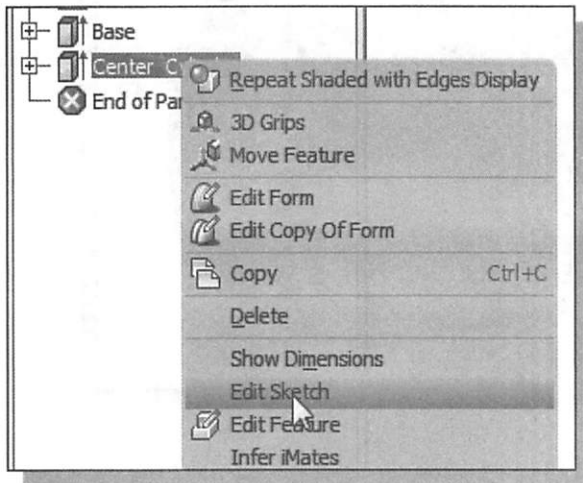 Base
Center C
End of Par
Repeat Shaded with Edges Display
3D Grips
Move Feature
Edit Form
Edit Copy Of Form
Copy Ctrl+C
Delete
Show Dimensions
Edit Sketch
Edit Feature
Infer iMates